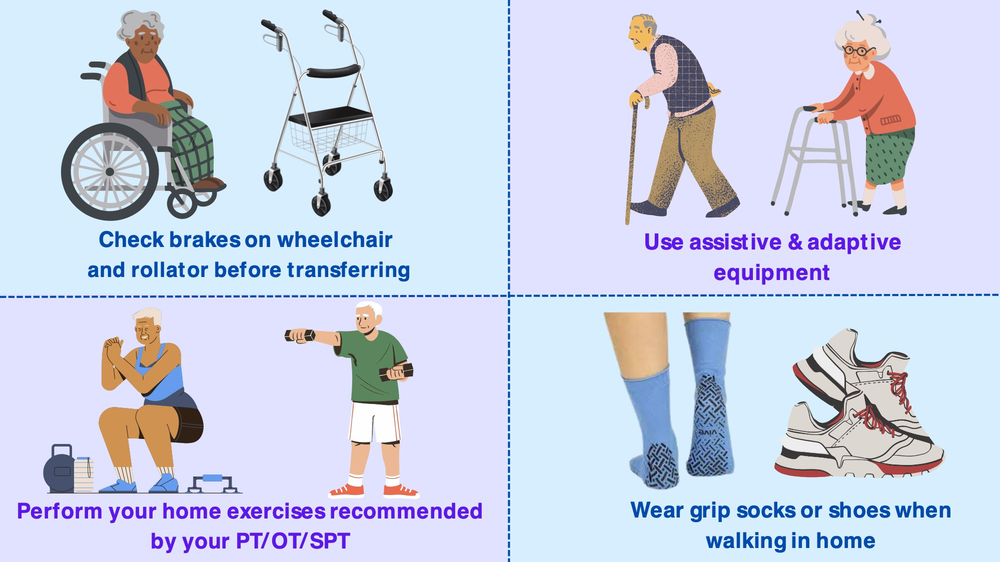 Check brakes on wheelchair
and rollator before transferring
Use assistive & adaptive
equipment
Perform your home exercises recommended
by your PT/OT/SPT
VIVE
Wear grip socks or shoes when
walking in home